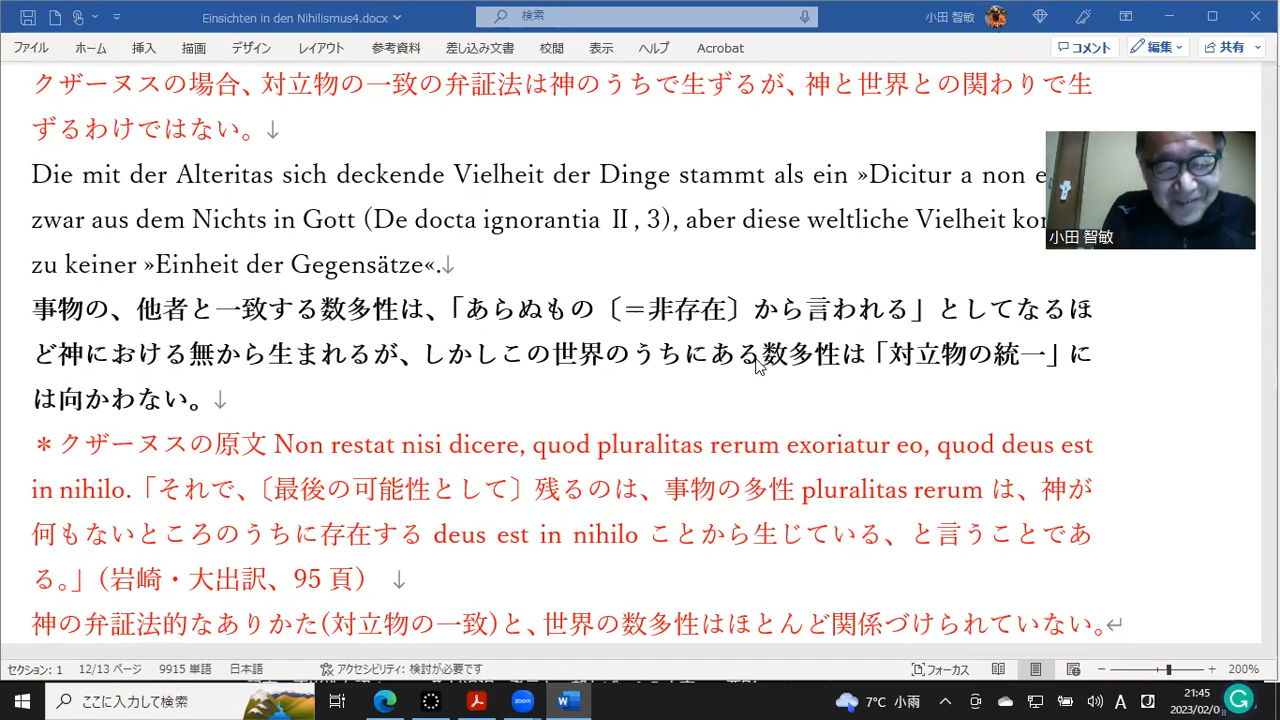 Einsichten in den Nihilismus4.docx
検索
小田 智敏
ファイル ホーム 挿入 描画 デザイン レイアウト 参考資料 差し込み文書 校閲 表示 ヘルプ Acrobat コメント 編集 共有
クザーヌスの場合、対立物の一致の弁証法は神のうちで生ずるが、神と世界との関わりで生
ずるわけではない。↓
Die mit der Alteritas sich deckende Vielheit der Dinge stammt als ein »Dicitur a non
zwar aus dem Nichts in Gott (De docta ignorantia Ⅱ, 3), aber diese weltliche Vielheit
小田 智敏
zu keiner »Einheit der Gegensätze«.↓
事物の、他者と一致する数多性は、「あらぬもの〔＝非存在〕から言われる」としてなるほ
ど神における無から生まれるが、しかしこの世界のうちにある数多性は「対立物の統一」に
は向かわない。↓
＊クザーヌスの原文 Non restat nisi dicere, quod pluralitas rerum exoriatur eo, quod deus est
in nihilo.「それで、〔最後の可能性として〕残るのは、事物の多性 pluralitas rerum は、神が
何もないところのうちに存在する deus est in nihilo ことから生じている、と言うことであ
る。」（岩崎・大出訳、95 頁） ↓
神の弁証法的なありかた(対立物の一致)と、世界の数多性はほとんど関係づけられていない。↵
セクション: 1 12/13 ページ 9915 単語 日本語 アクセシビリティ: 検討が必要です フォーカス 200%
ここに入力して検索 zoom 7°C 小雨 A 21:45
2023/02/0